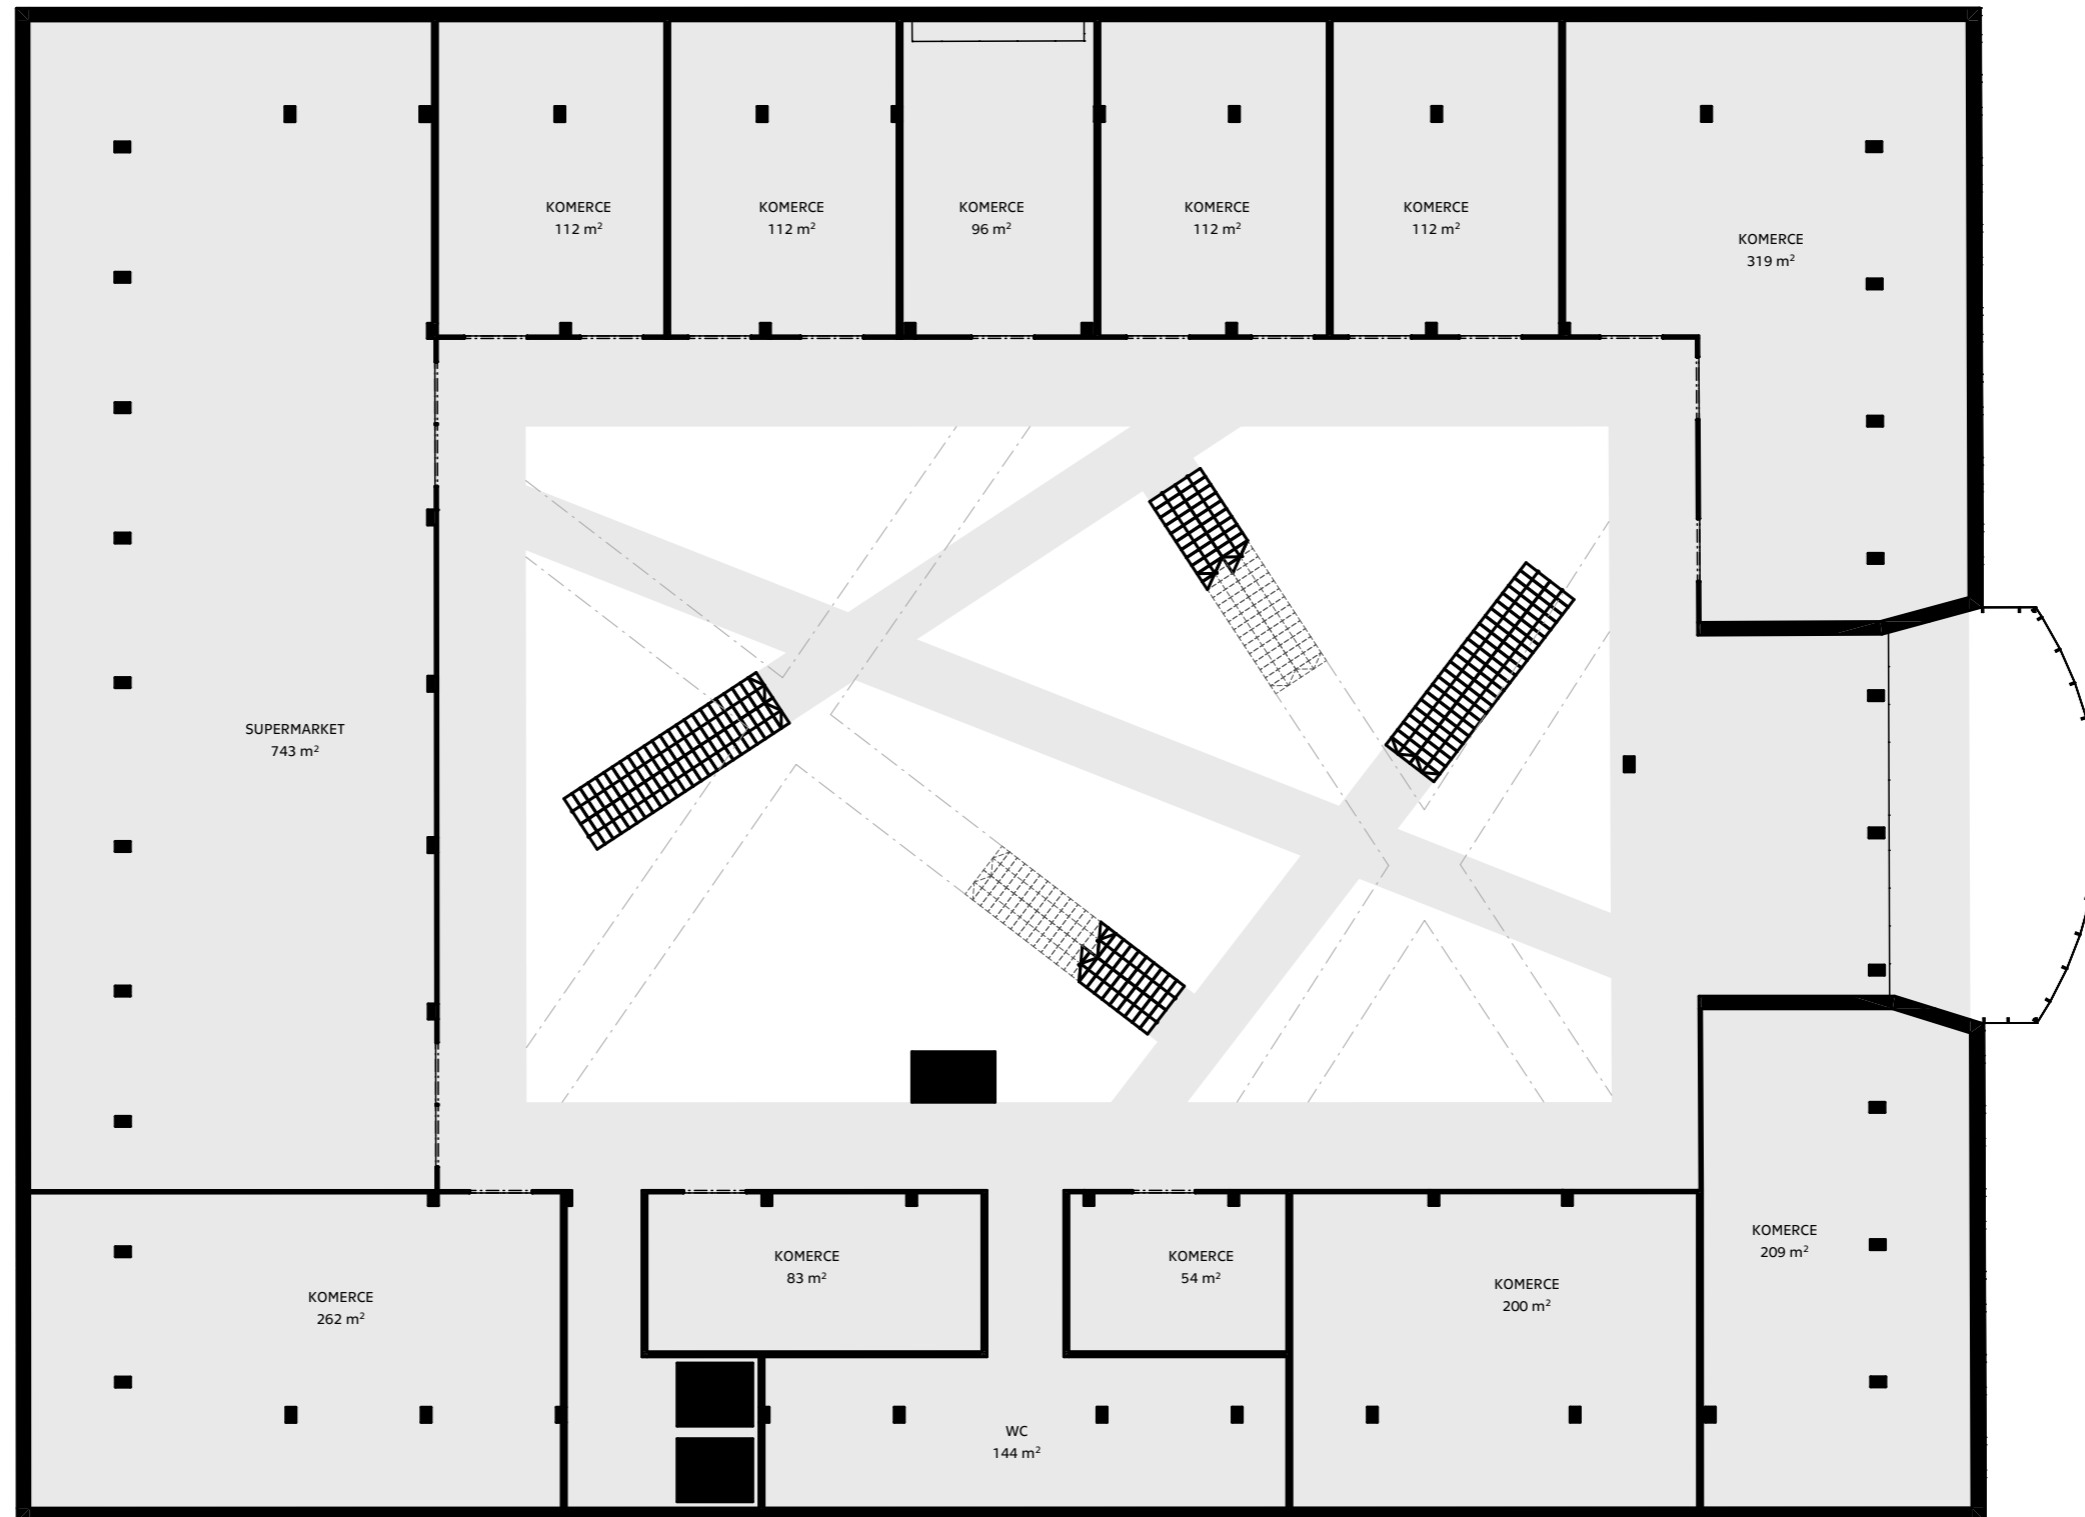 KOMERCE
112 m²
KOMERCE
112 m²
KOMERCE
96 m²
KOMERCE
112 m²
KOMERCE
112 m²
KOMERCE
319 m²
SUPERMARKET
743 m²
KOMERCE
262 m²
KOMERCE
83 m²
KOMERCE
54 m²
KOMERCE
200 m²
KOMERCE
209 m²
WC
144 m²